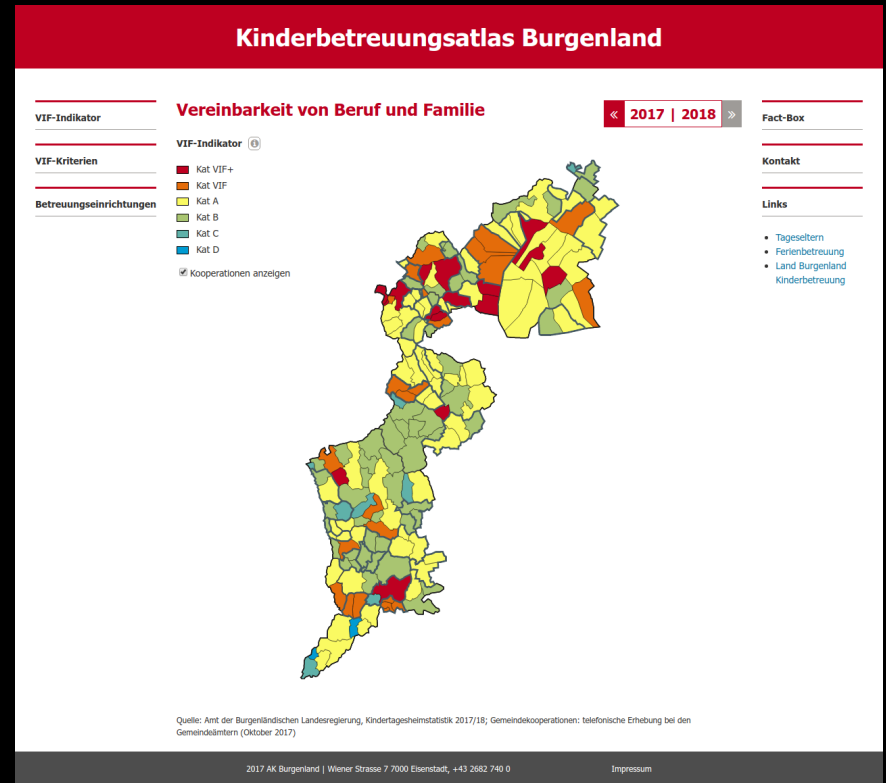 Kinderbetreuungsatlas Burgenland
VIF-Indikator
VIF-Kriterien
Betreuungseinrichtungen
Vereinbarkeit von Beruf und Familie
« 2017 | 2018 »
VIF-Indikator
Kat VIF+
Kat VIF
Kat A
Kat B
Kat C
Kat D
Kooperationen anzeigen
Fact-Box
Kontakt
Links
Tageseltern
Ferienbetreuung
Land Burgenland
Kinderbetreuung
Quelle: Amt der Burgenländischen Landesregierung, Kindertagesheimstatistik 2017/18; Gemeindekooperationen: telefonische Erhebung bei den
Gemeindeämtern (Oktober 2017)
2017 AK Burgenland | Wiener Strasse 7 7000 Eisenstadt, +43 2682 740 0 Impressum